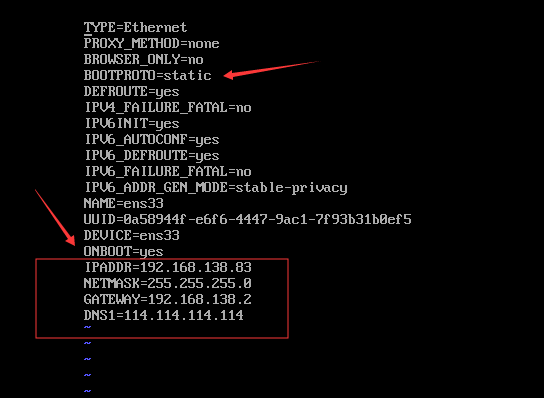 TYPE=Ethernet
PROXY_METHOD=none
BROWSER_ONLY=no
BOOTPROTO=static
DEFROUTE=yes
IPV4_FAILURE_FATAL=no
IPV6INIT=yes
IPV6_AUTOCONF=yes
IPV6_DEFROUTE=yes
IPV6_FAILURE_FATAL=no
IPV6_ADDR_GEN_MODE=stable-privacy
NAME=ens33
UUID=0a58944f-e6f6-4447-9ac1-7f93b31b0ef5
DEVICE=ens33
ONBOOT=yes
IPADDR=192.168.138.83
NETMASK=255.255.255.0
GATEWAY=192.168.138.2
DNS1=114.114.114.114
~
~
~
~
~